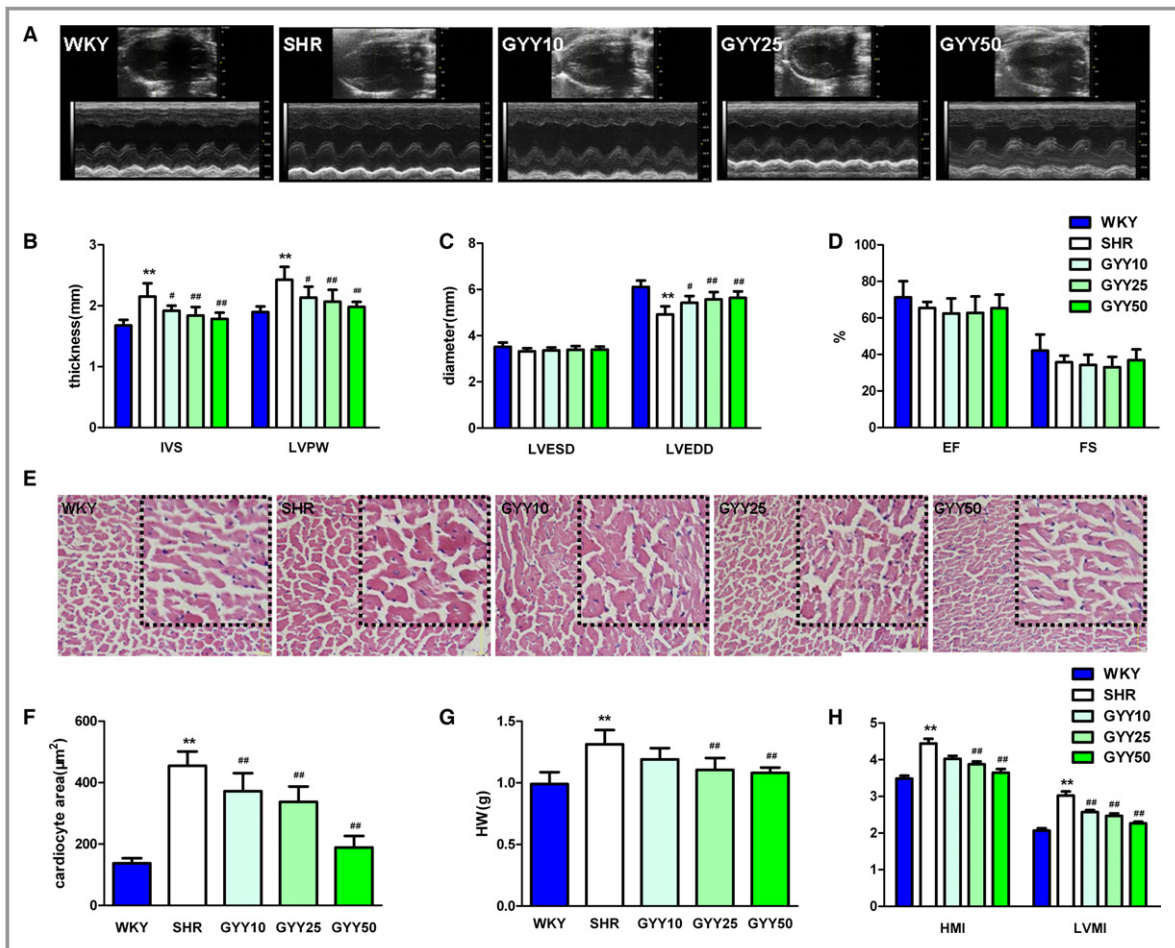 A
WKY
SHR
GYY10
GYY25
GYY50
B
thickness(mm)
3
2
1
0
**
#
##
##
**
#
##
##
IVS
LVPW
C
diameter(mm)
8
6
4
2
0
**
#
##
##
LVESD
LVEDD
D
%
100
80
60
40
20
0
EF
FS
WKY
SHR
GYY10
GYY25
GYY50
E
WKY
SHR
GYY10
GYY25
GYY50
F
cardiocyte area(µm²)
600
400
200
0
**
##
##
##
WKY SHR GYY10 GYY25 GYY50
G
HW(g)
1.5
1.0
0.5
0.0
**
##
##
WKY SHR GYY10 GYY25 GYY50
H
5
4
3
2
1
0
**
##
##
**
##
##
##
HMI
LVMI
WKY
SHR
GYY10
GYY25
GYY50